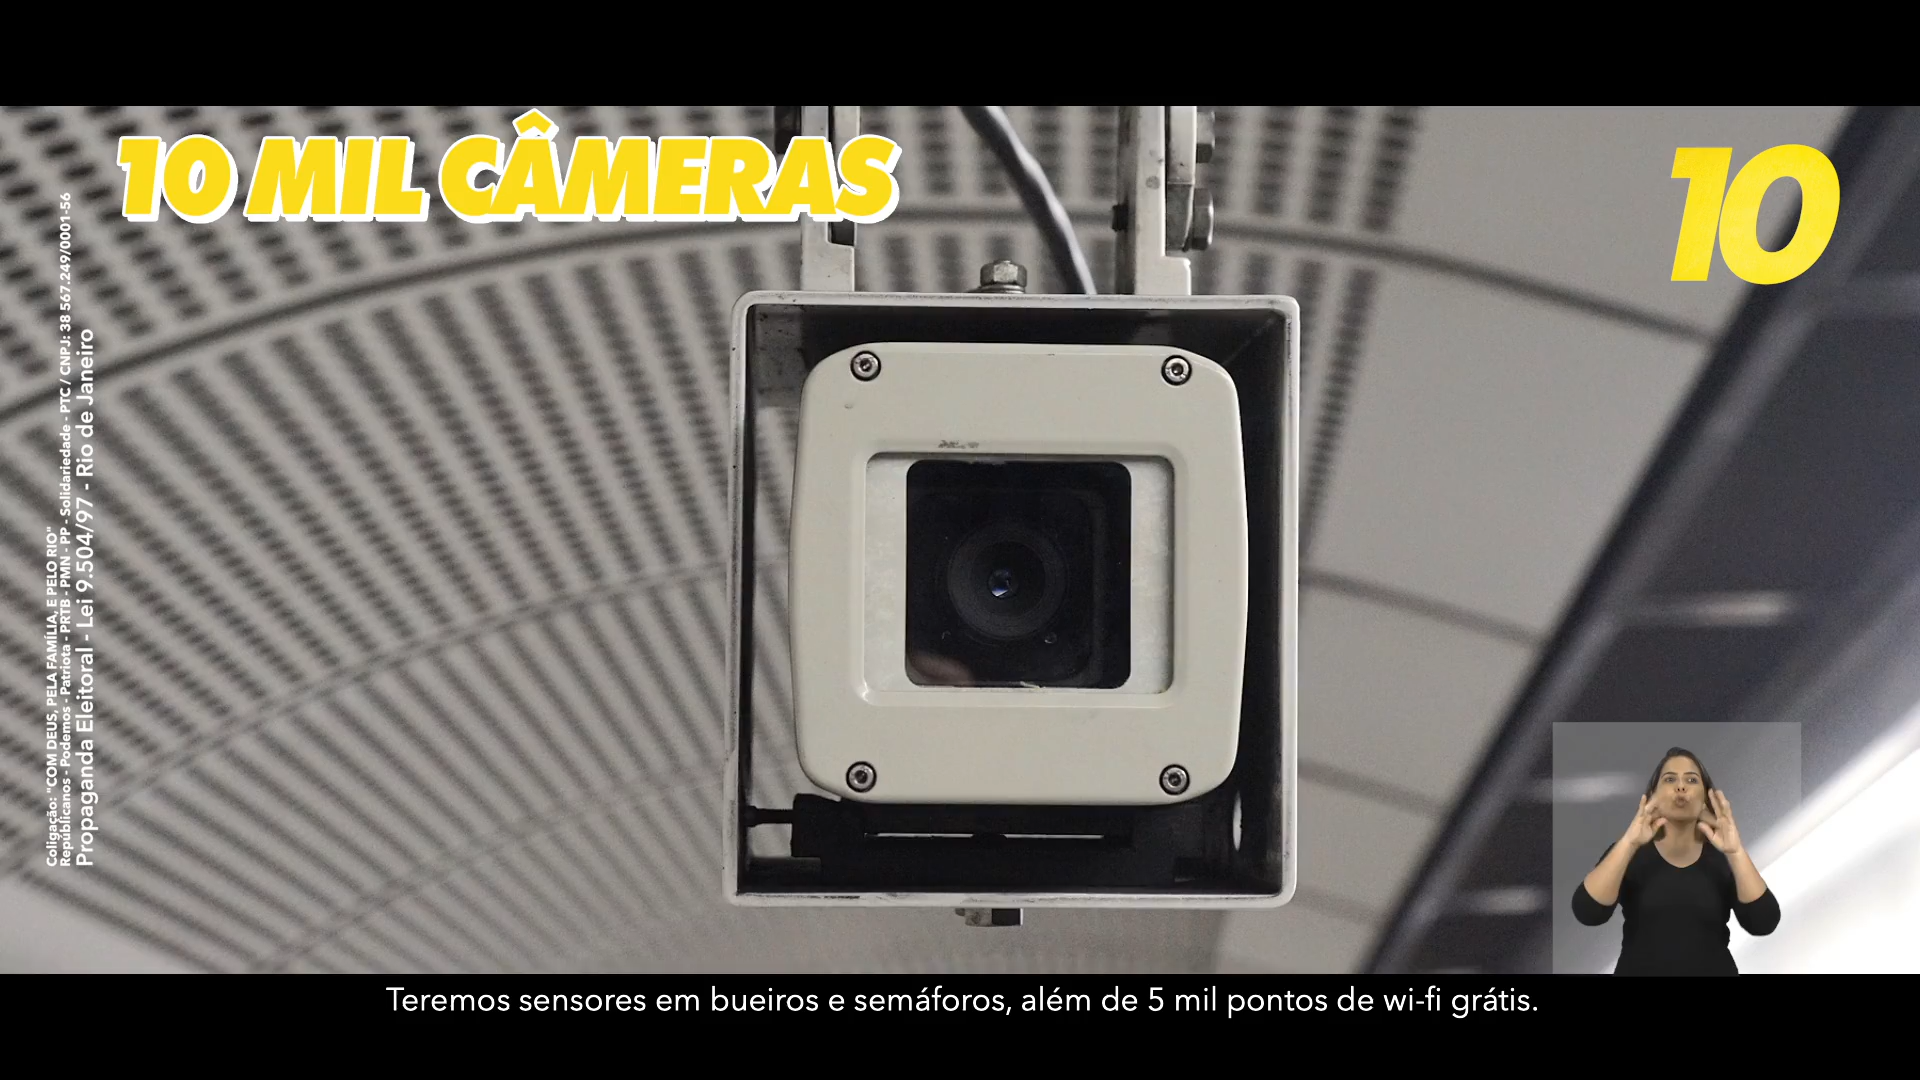 10 MIL CÂMERAS
10
Coligação: "COM DEUS, PELA FAMÍLIA, E PELO RIO"
Republicanos - Podemos - Patriota - PRTB - PMN - PP - Solidariedade - PTC / CNPJ: 38 567.249/0001-56
Propaganda Eleitoral - Lei 9.504/97 - Rio de Janeiro
Teremos sensores em bueiros e semáforos, além de 5 mil pontos de wi-fi grátis.